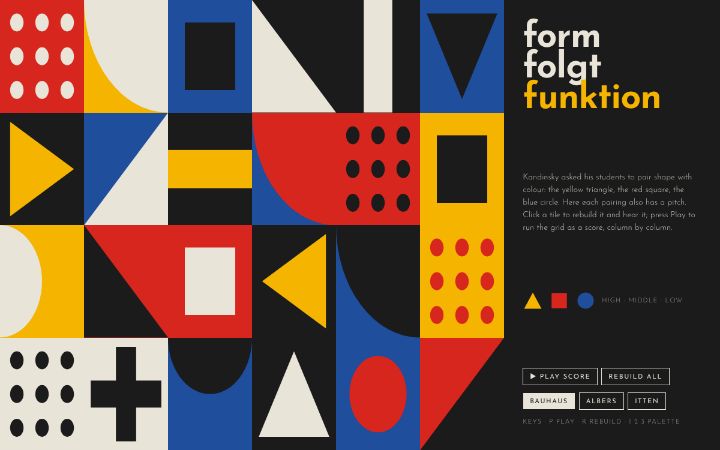 form
folgt
funktion
Kandinsky asked his students to pair shape with
colour: the yellow triangle, the red square, the
blue circle. Here each pairing also has a pitch.
Click a tile to rebuild it and hear it; press Play to
run the grid as a score, column by column.
HIGH · MIDDLE · LOW
▶ PLAY SCORE
REBUILD ALL
BAUHAUS
ALBERS
ITTEN
KEYS · P PLAY · R REBUILD · 1 2 3 PALETTE